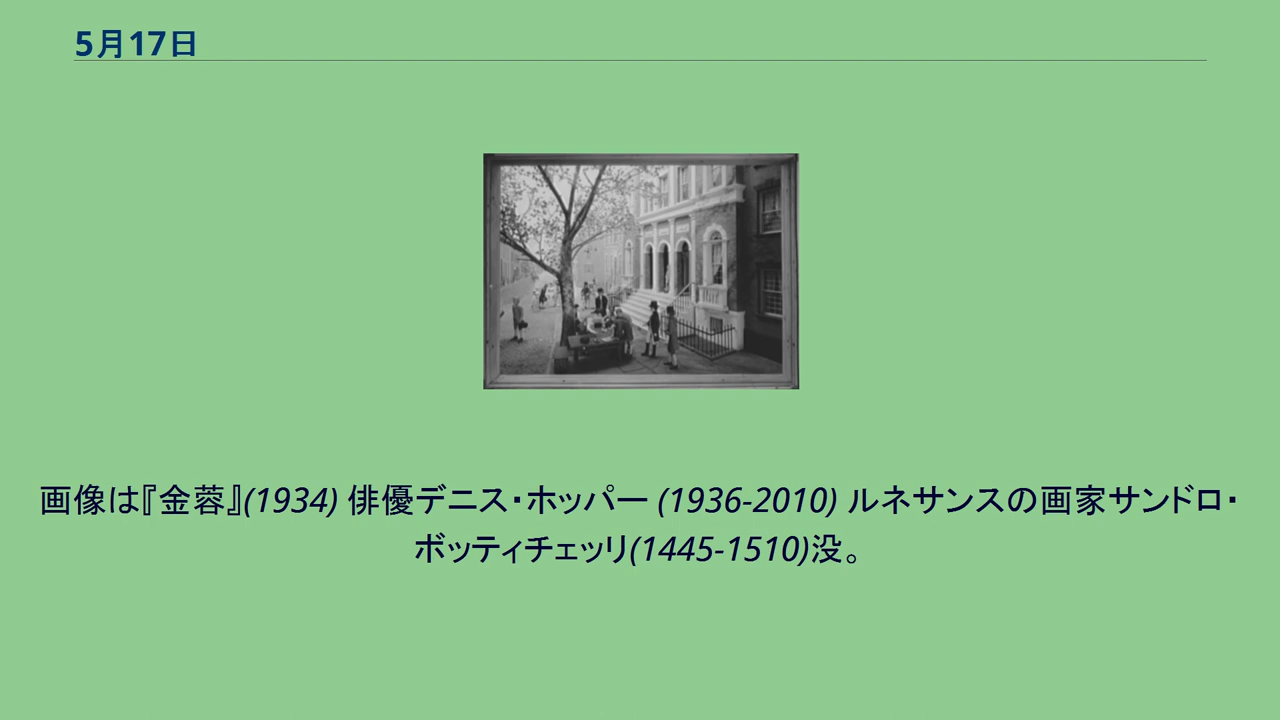 5月17日
画像は『金蓉』(1934) 俳優デニス・ホッパー (1936-2010) ルネサンスの画家サンドロ・
ボッティチェッリ(1445-1510)没。